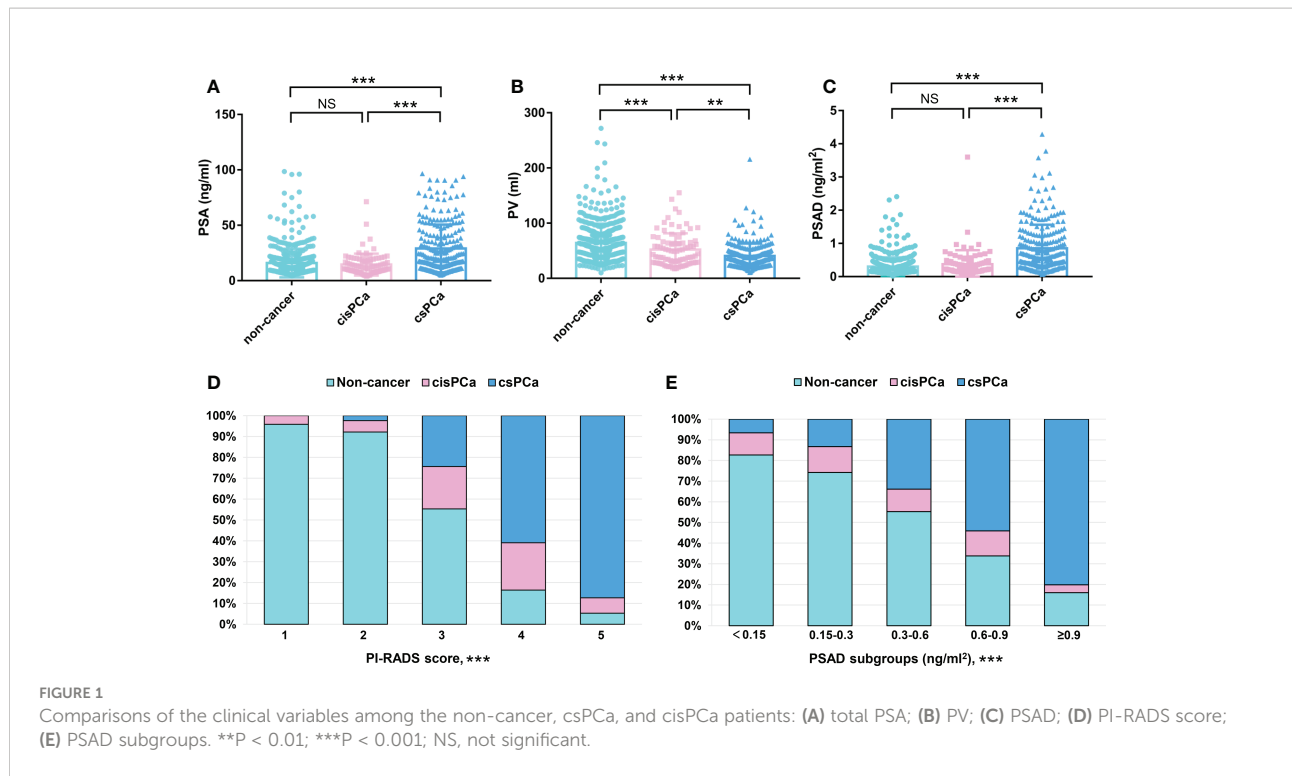 A
***
NS
***
PSA (ng/ml)
150
100
50
0
non-cancer
cisPCa
csPCa
B
***
***
**
PV (ml)
300
200
100
0
non-cancer
cisPCa
csPCa
C
***
NS
***
PSAD (ng/ml²)
5
4
3
2
1
0
non-cancer
cisPCa
csPCa
D
Non-cancer cisPCa csPCa
100%
90%
80%
70%
60%
50%
40%
30%
20%
10%
0%
1 2 3 4 5
PI-RADS score, ***
E
Non-cancer cisPCa csPCa
100%
90%
80%
70%
60%
50%
40%
30%
20%
10%
0%
<0.15 0.15-0.3 0.3-0.6 0.6-0.9 ≥0.9
PSAD subgroups (ng/ml²), ***
FIGURE 1
Comparisons of the clinical variables among the non-cancer, csPCa, and cisPCa patients: (A) total PSA; (B) PV; (C) PSAD; (D) PI-RADS score;
(E) PSAD subgroups. **P < 0.01; ***P < 0.001; NS, not significant.